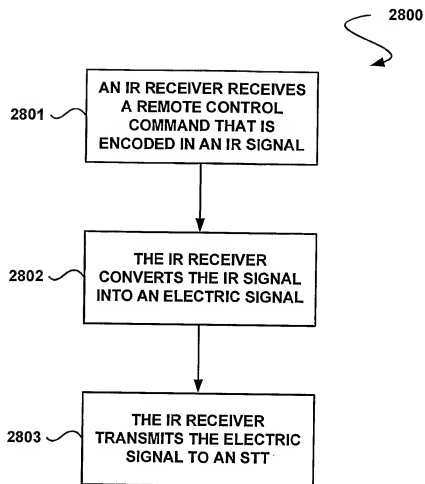 2800
2801
AN IR RECEIVER RECEIVES
A REMOTE CONTROL
COMMAND THAT IS
ENCODED IN AN IR SIGNAL
2802
THE IR RECEIVER
CONVERTS THE IR SIGNAL
INTO AN ELECTRIC SIGNAL
2803
THE IR RECEIVER
TRANSMITS THE ELECTRIC
SIGNAL TO AN STT